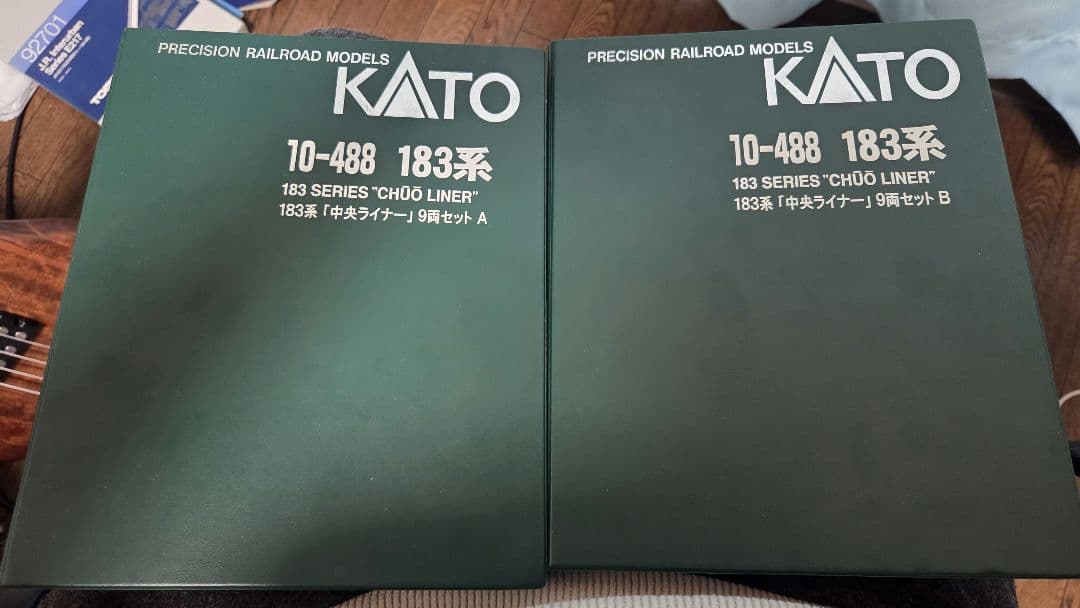 92701
J.R. Interurban
Series E217
PRECISION RAILROAD MODELS
KATO
10-488 183系
183 SERIES "CHŪŌ LINER"
183系「中央ライナー」9両セット A
PRECISION RAILROAD MODELS
KATO
10-488 183系
183 SERIES "CHŪŌ LINER"
183系「中央ライナー」9両セット B